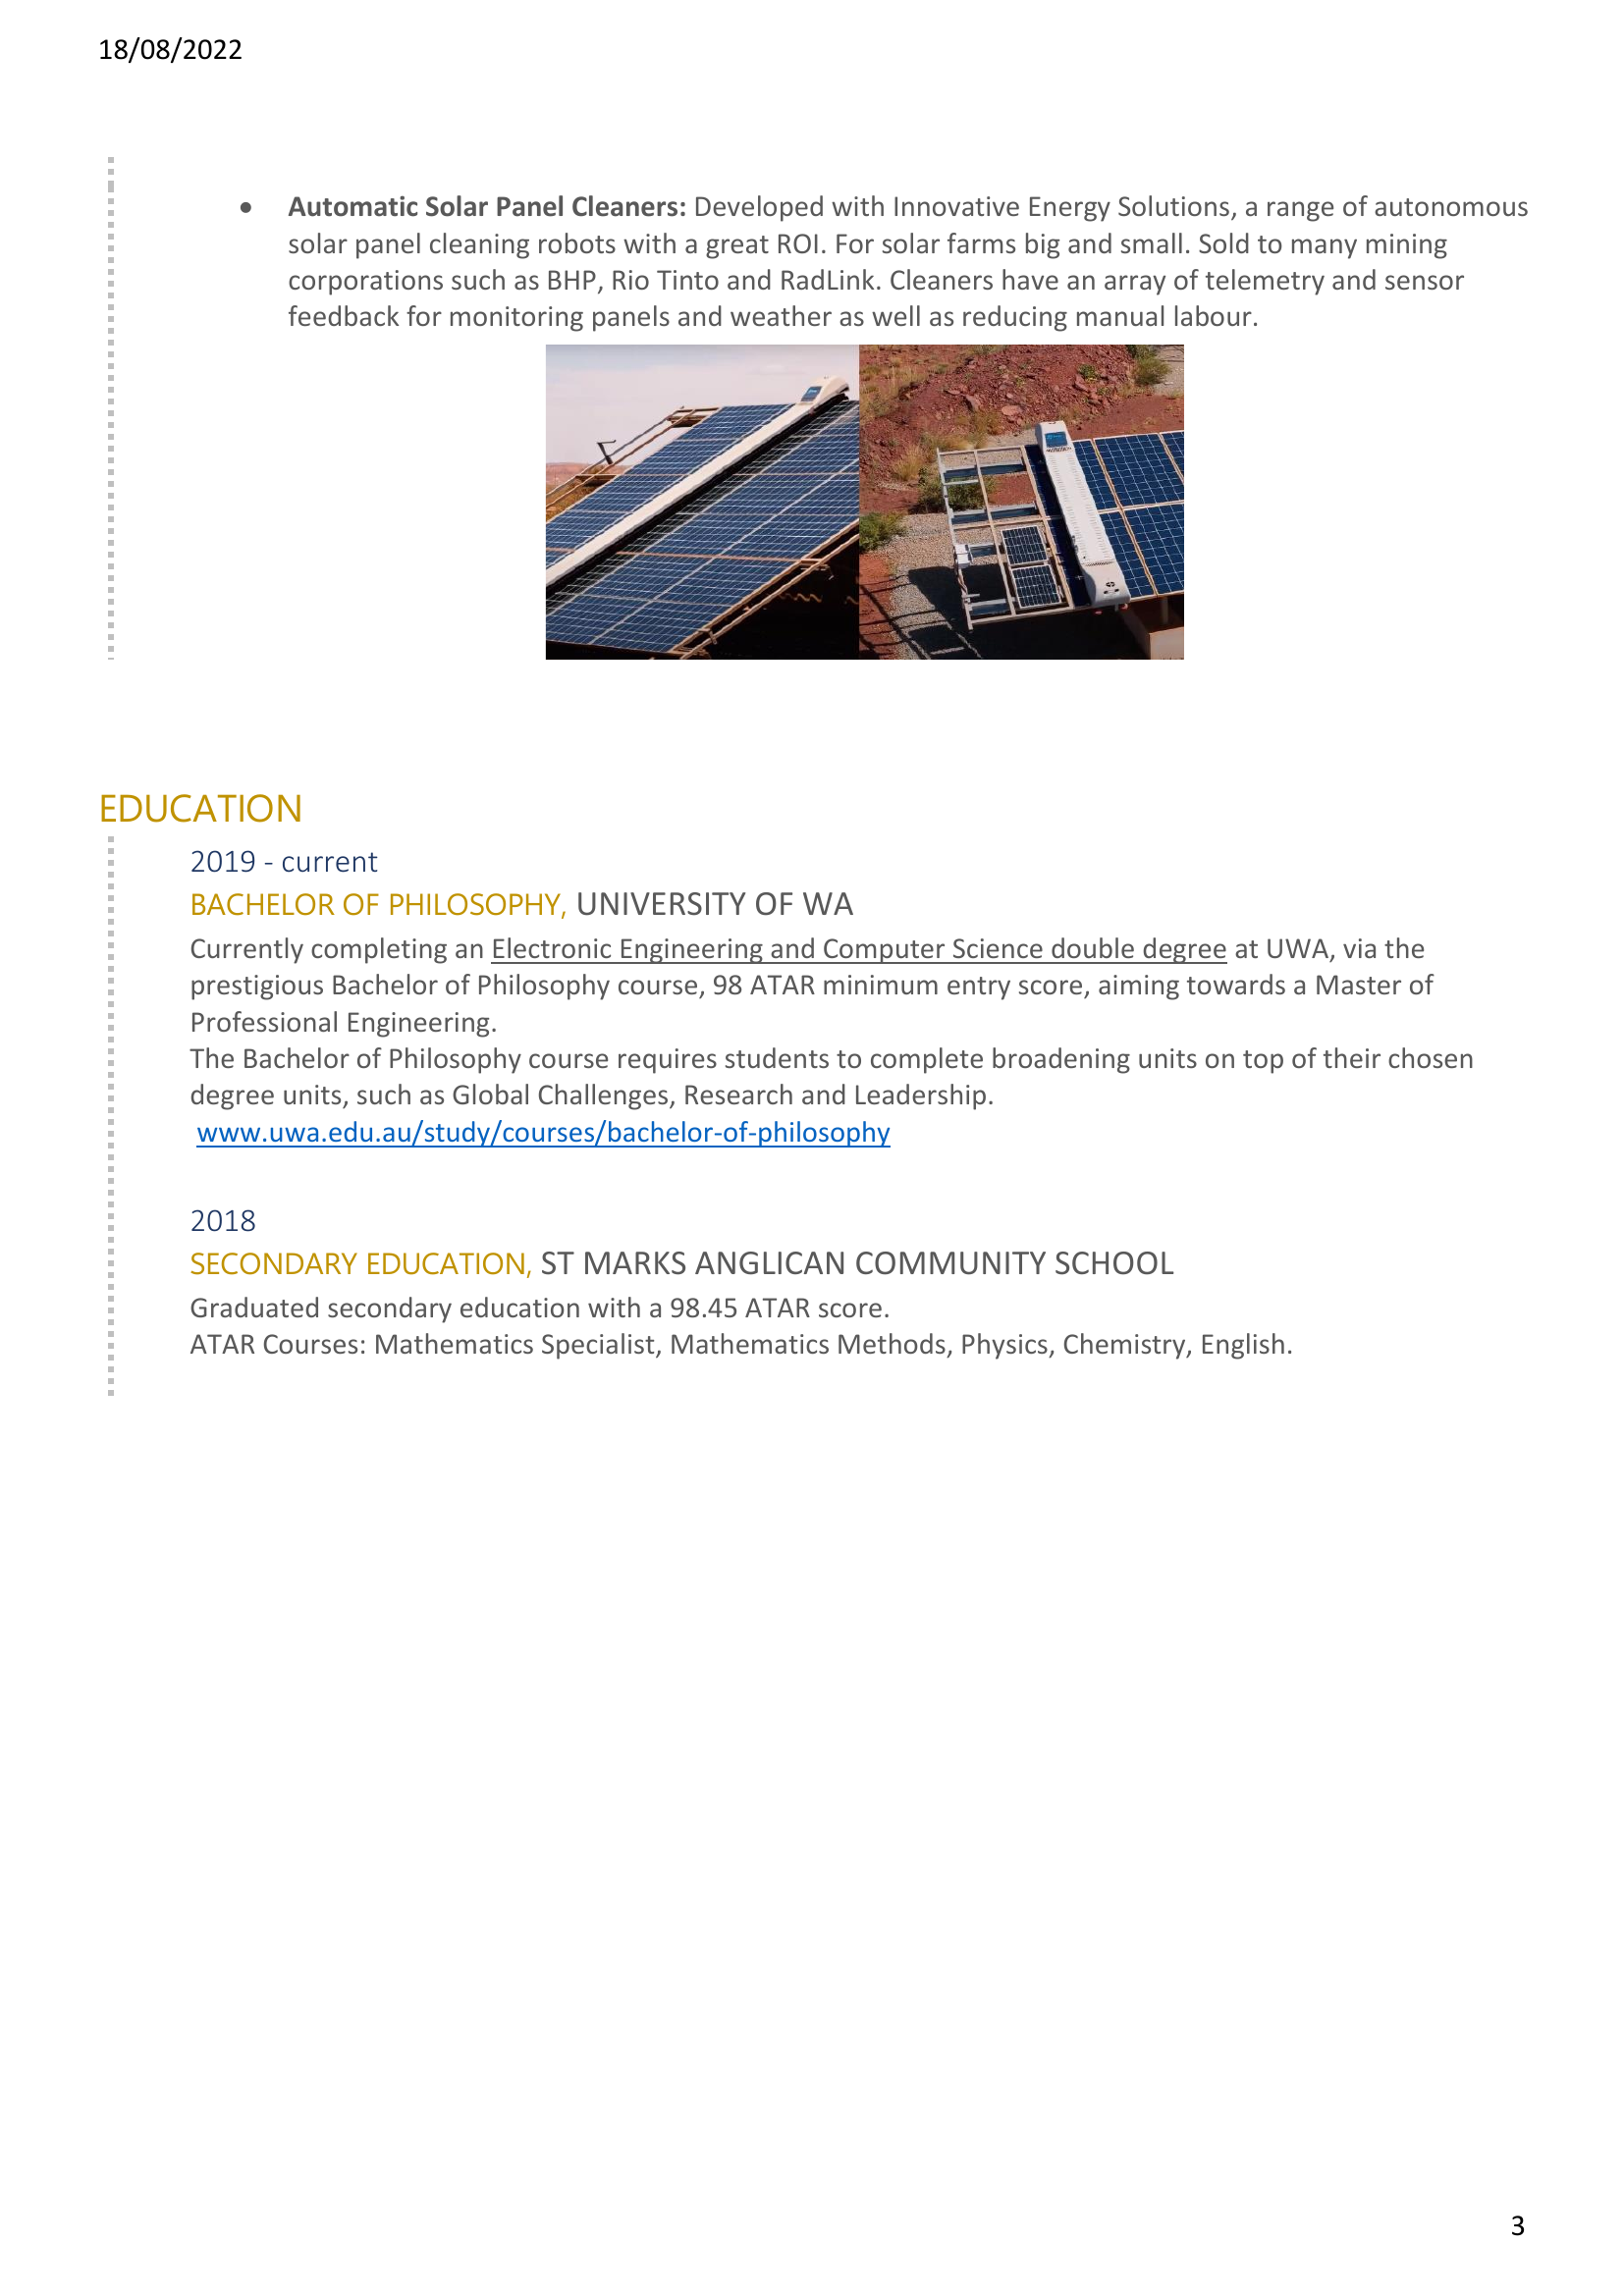 18/08/2022
• Automatic Solar Panel Cleaners: Developed with Innovative Energy Solutions, a range of autonomous
solar panel cleaning robots with a great ROI. For solar farms big and small. Sold to many mining
corporations such as BHP, Rio Tinto and RadLink. Cleaners have an array of telemetry and sensor
feedback for monitoring panels and weather as well as reducing manual labour.
EDUCATION
2019 - current
BACHELOR OF PHILOSOPHY, UNIVERSITY OF WA
Currently completing an Electronic Engineering and Computer Science double degree at UWA, via the
prestigious Bachelor of Philosophy course, 98 ATAR minimum entry score, aiming towards a Master of
Professional Engineering.
The Bachelor of Philosophy course requires students to complete broadening units on top of their chosen
degree units, such as Global Challenges, Research and Leadership.
www.uwa.edu.au/study/courses/bachelor-of-philosophy
2018
SECONDARY EDUCATION, ST MARKS ANGLICAN COMMUNITY SCHOOL
Graduated secondary education with a 98.45 ATAR score.
ATAR Courses: Mathematics Specialist, Mathematics Methods, Physics, Chemistry, English.
3